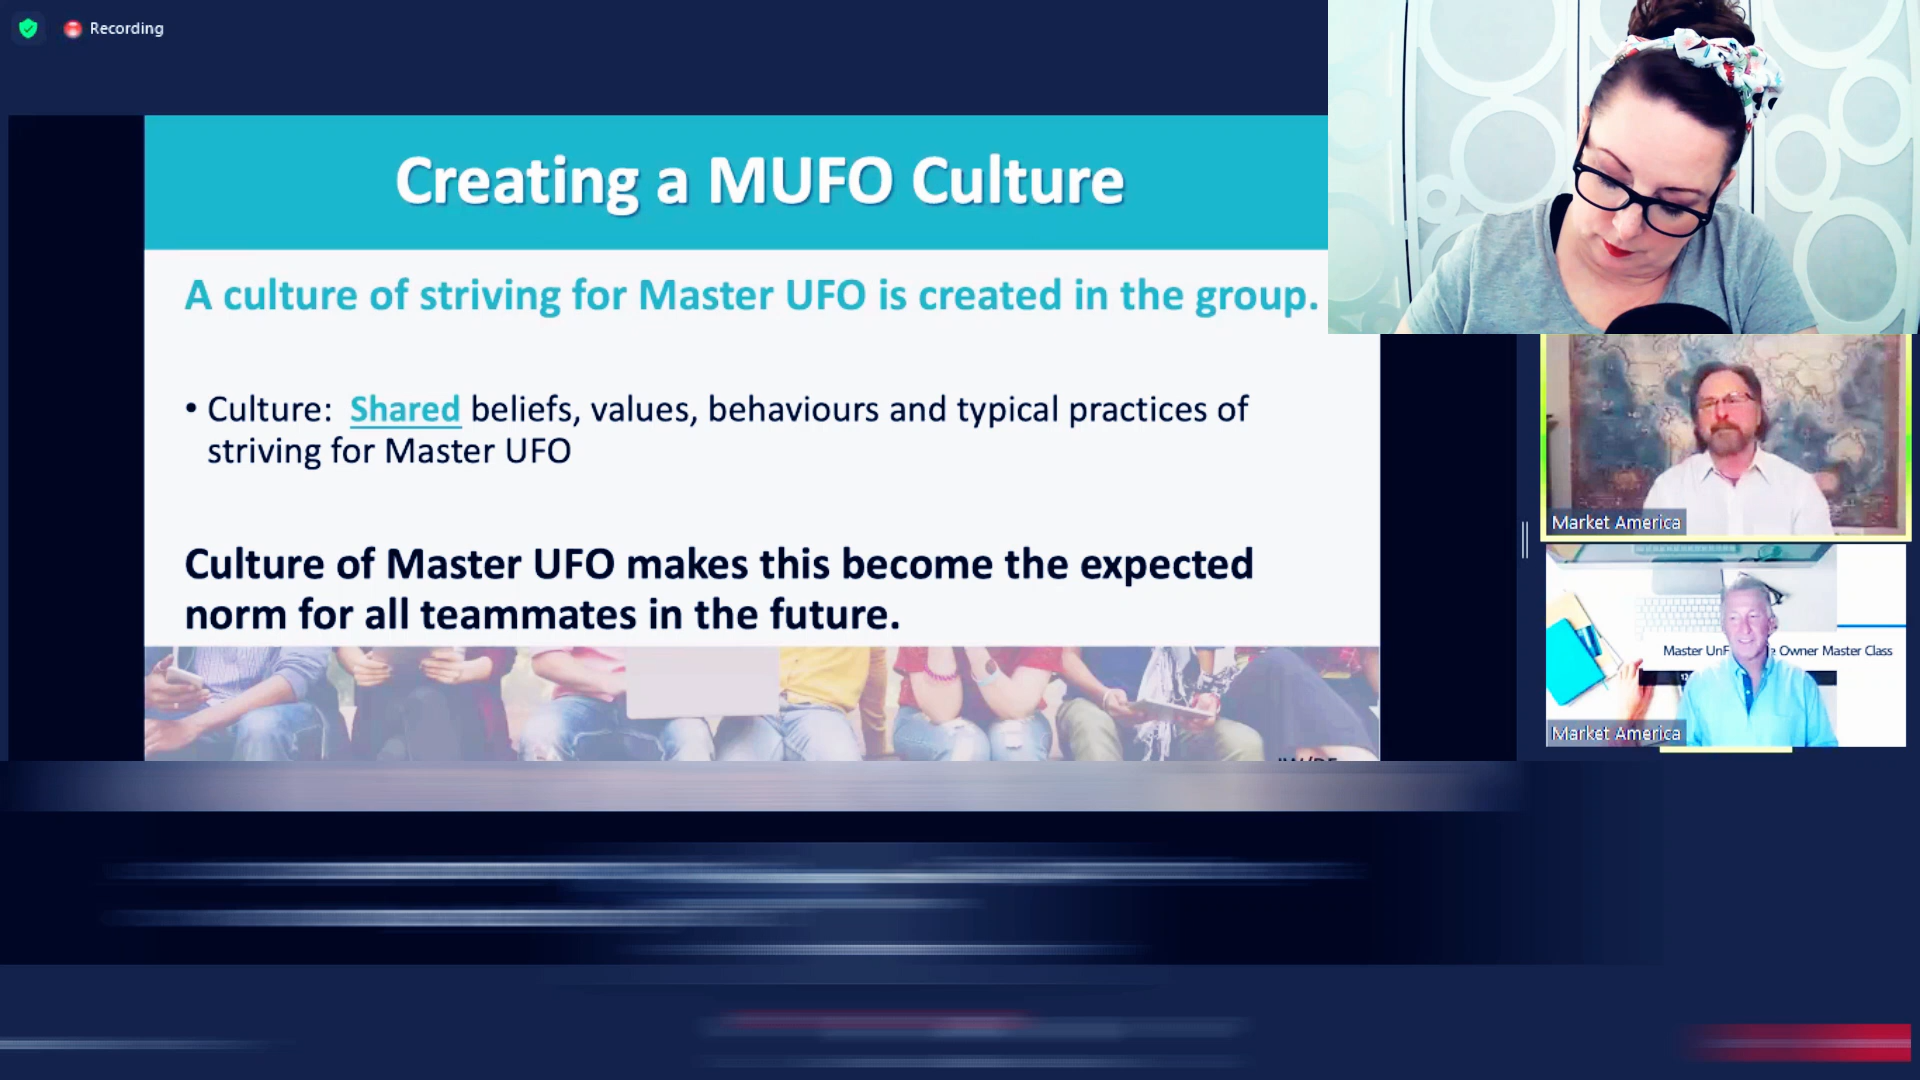 Recording
Creating a MUFO Culture
A culture of striving for Master UFO is created in the group.
• Culture: Shared beliefs, values, behaviours and typical practices of
striving for Master UFO
Culture of Master UFO makes this become the expected
norm for all teammates in the future.
Market America
Owner Master Class
Market America